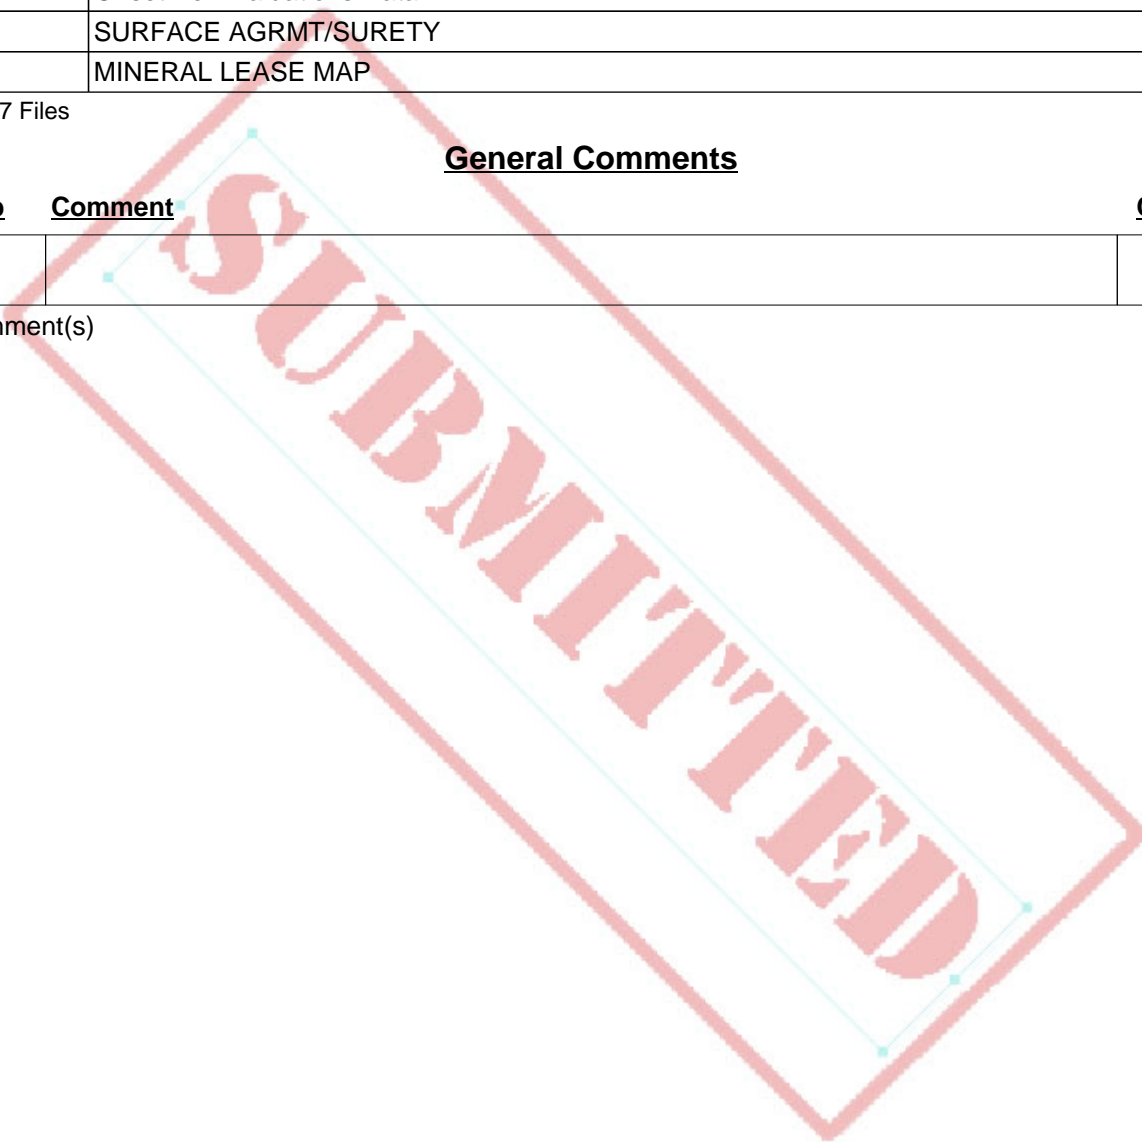 SURFACE AGRMT/SURETY
MINERAL LEASE MAP
7 Files
General Comments
Comment
ment(s)
SUBMITTED